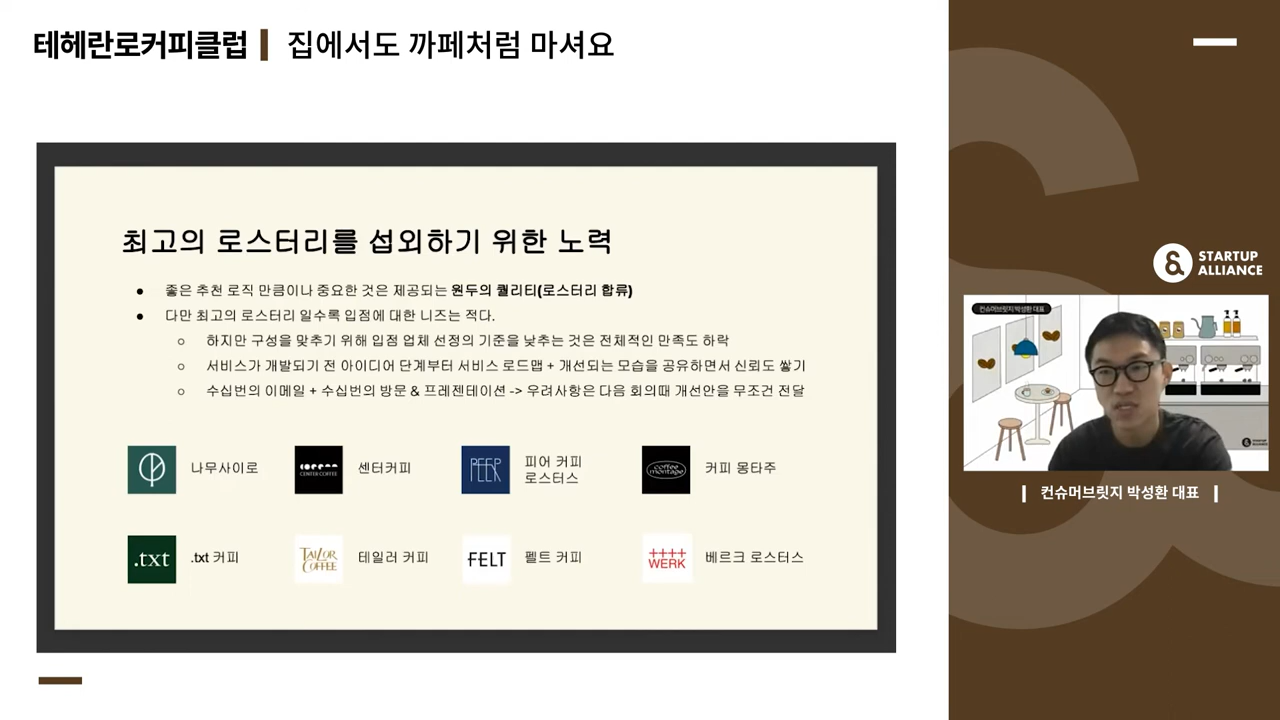 테헤란로커피클럽 | 집에서도 까페처럼 마셔요
최고의 로스터리를 섭외하기 위한 노력
● 좋은 추천 로직 만큼이나 중요한 것은 제공되는 원두의 퀄리티(로스터리 합류)
● 다만 최고의 로스터리 일수록 입점에 대한 니즈는 적다.
○ 하지만 구성을 맞추기 위해 입점 업체 선정의 기준을 낮추는 것은 전체적인 만족도 하락
○ 서비스가 개발되기 전 아이디어 단계부터 서비스 로드맵 + 개선되는 모습을 공유하면서 신뢰도 쌓기
○ 수십번의 이메일 + 수십번의 방문 & 프레젠테이션 -> 우려사항은 다음 회의때 개선안을 무조건 전달
나무사이로
CENTER COFFEE
센터커피
PEER
피어 커피
로스터스
coffee
montage
커피 몽타주
.txt
.txt 커피
TAILOR
COFFEE
테일러 커피
FELT
펠트 커피
WERK
베르크 로스터스
STARTUP
ALLIANCE
컨슈머브릿지 박성환 대표
| 컨슈머브릿지 박성환 대표 |